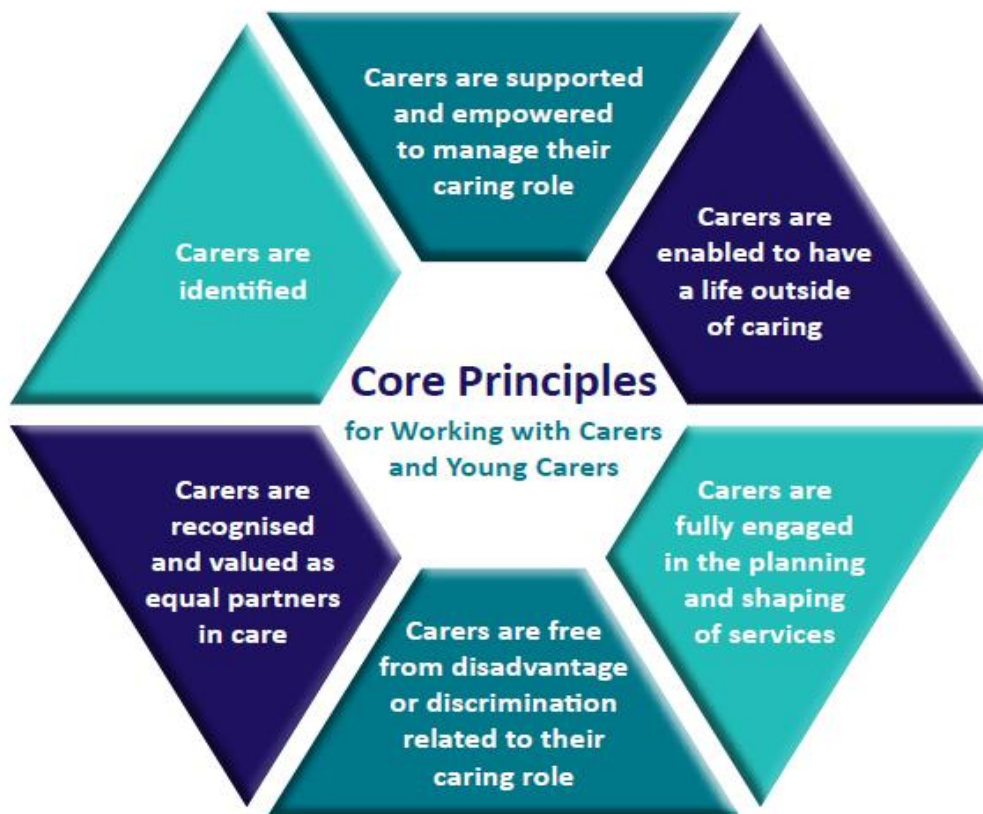 Carers are supported
and empowered
to manage their
caring role
Carers are
enabled to have
a life outside
of caring
Carers are
identified
Core Principles
for Working with Carers
and Young Carers
Carers are
recognised
and valued as
equal partners
in care
Carers are
fully engaged
in the planning
and shaping
of services
Carers are free
from disadvantage
or discrimination
related to their
caring role